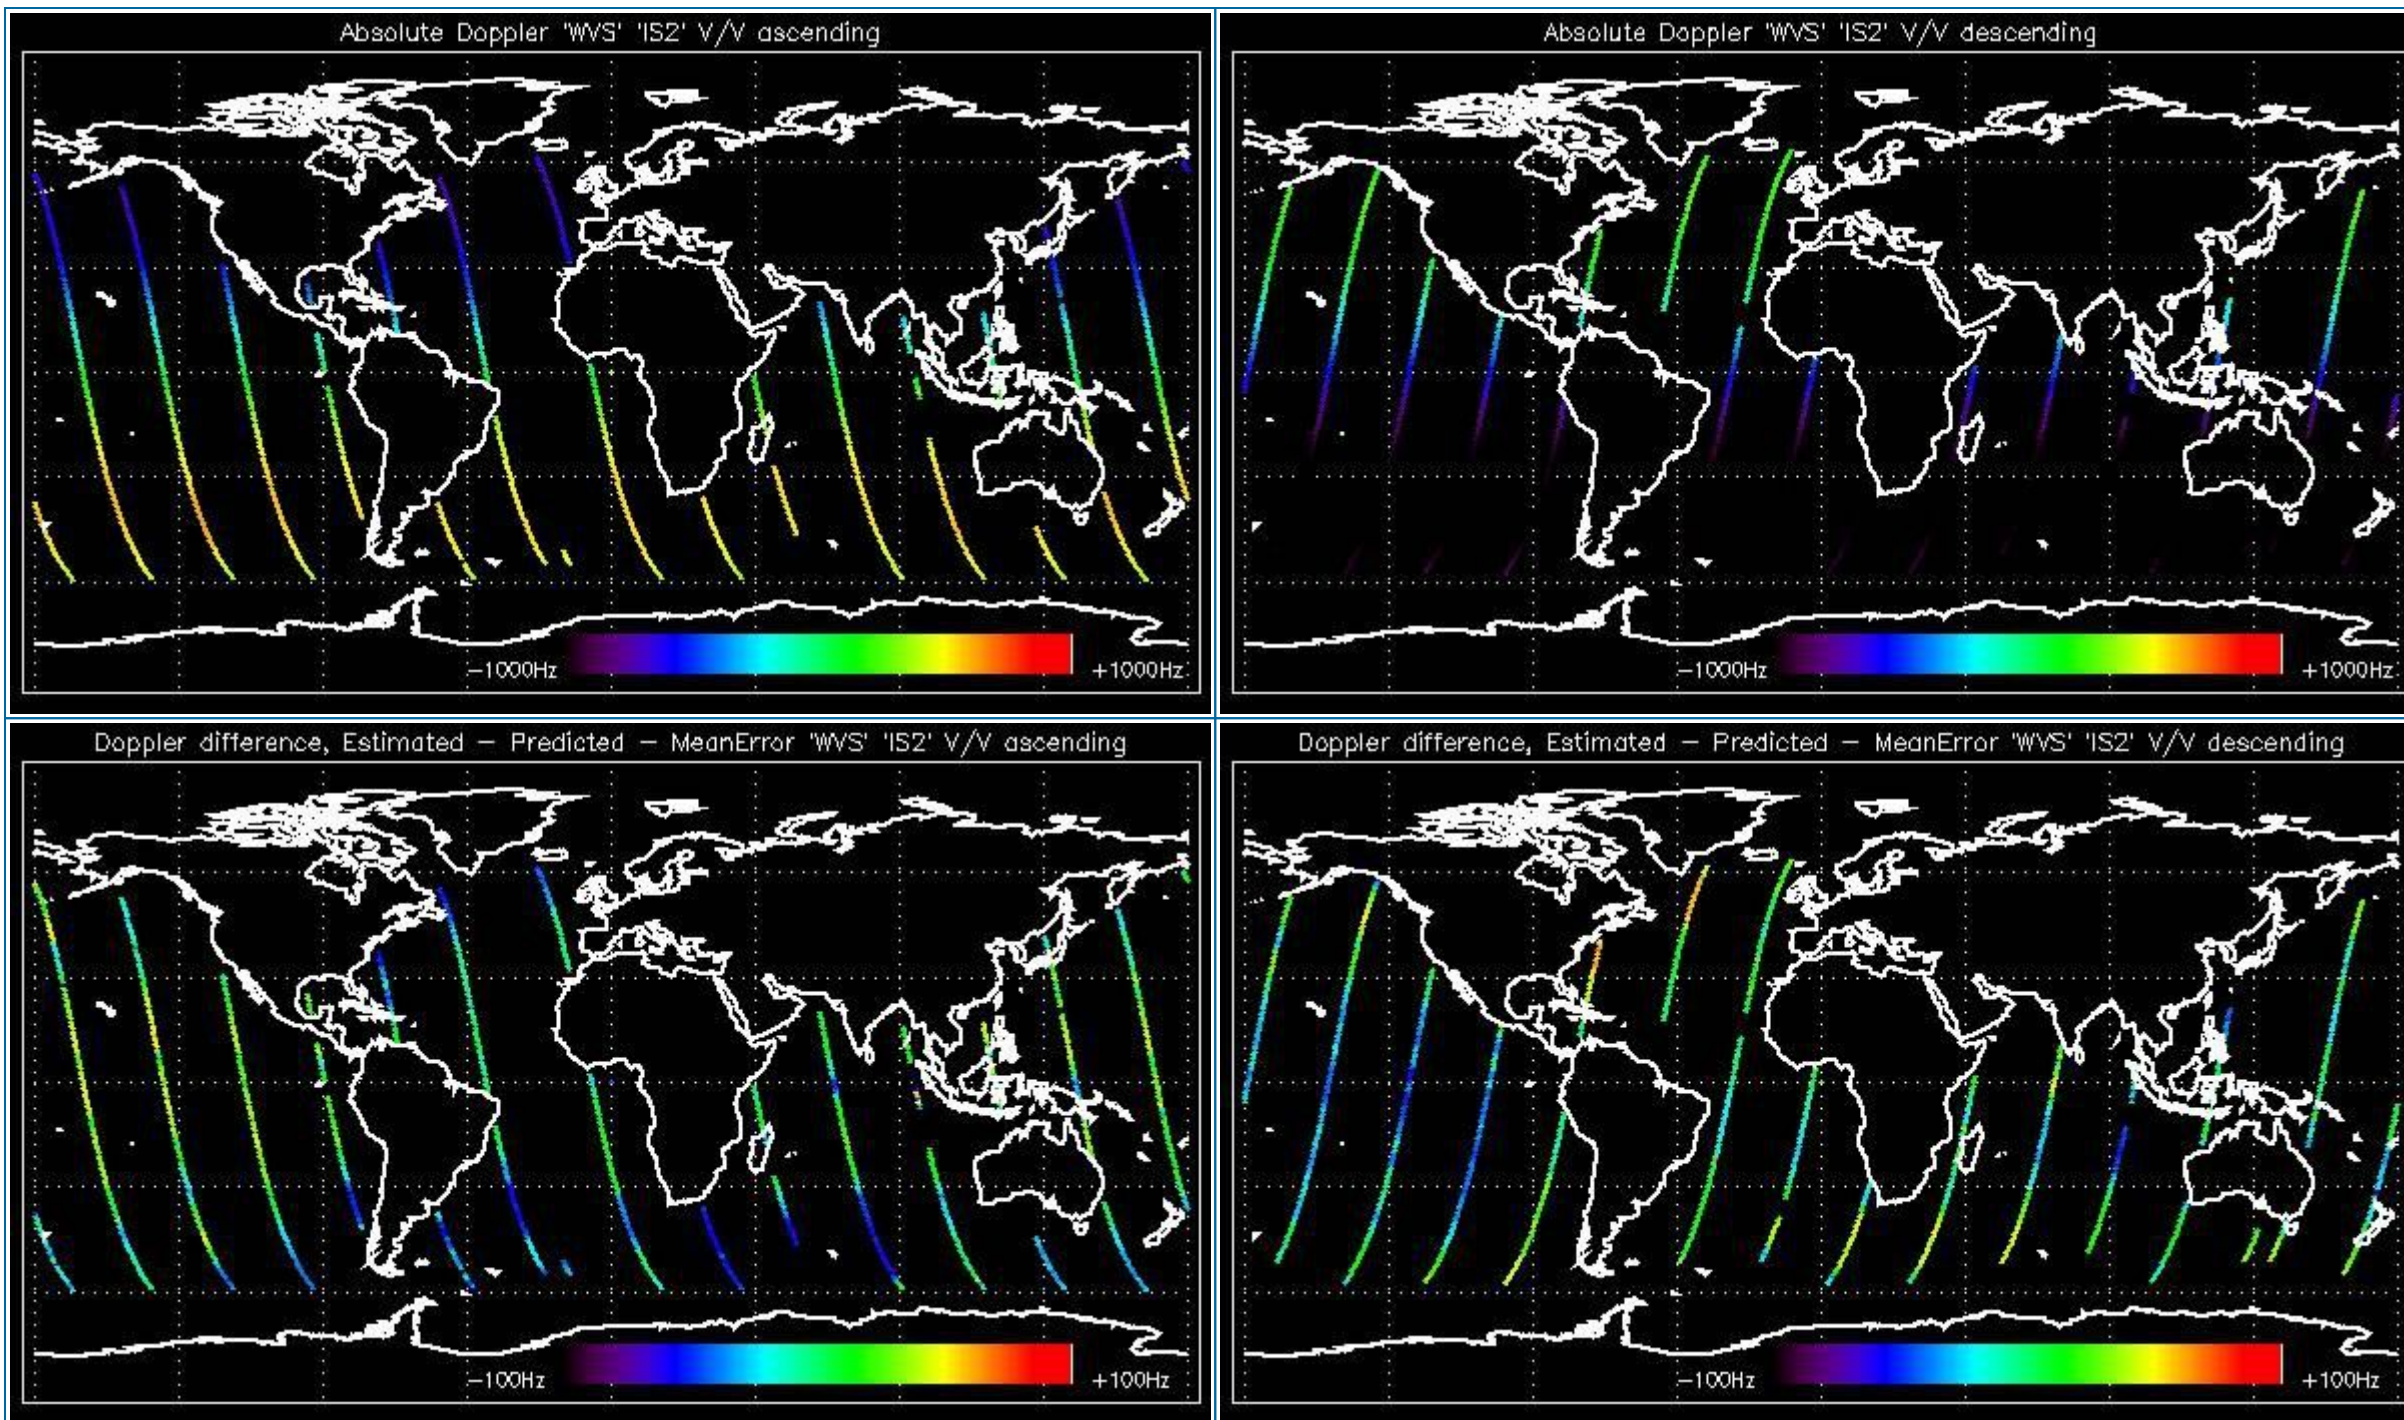 Absolute Doppler 'WVS' 'IS2' V/V ascending
-1000Hz
+1000Hz
Absolute Doppler 'WVS' 'IS2' V/V descending
-1000Hz
+1000Hz
Doppler difference, Estimated - Predicted - MeanError 'WVS' 'IS2' V/V ascending
-100Hz
+100Hz
Doppler difference, Estimated - Predicted - MeanError 'WVS' 'IS2' V/V descending
-100Hz
+100Hz